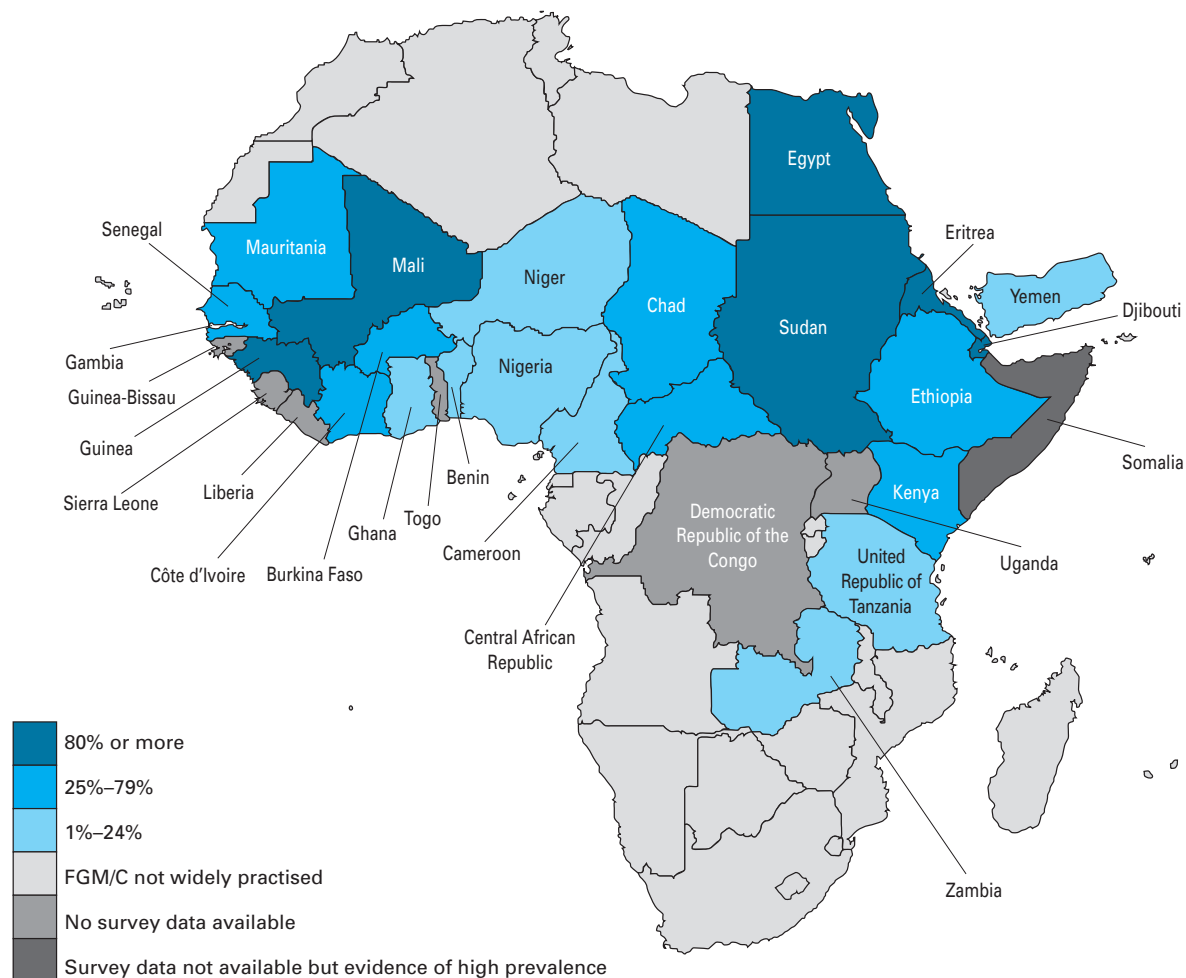 Egypt
Senegal
Mauritania
Mali
Niger
Chad
Sudan
Eritrea
Yemen
Djibouti
Gambia
Guinea-Bissau
Guinea
Sierra Leone
Liberia
Côte d'Ivoire
Burkina Faso
Ghana
Togo
Benin
Nigeria
Cameroon
Central African
Republic
Ethiopia
Somalia
Kenya
Uganda
Democratic
Republic of the
Congo
United
Republic of
Tanzania
Zambia
80% or more
25%–79%
1%–24%
FGM/C not widely practised
No survey data available
Survey data not available but evidence of high prevalence